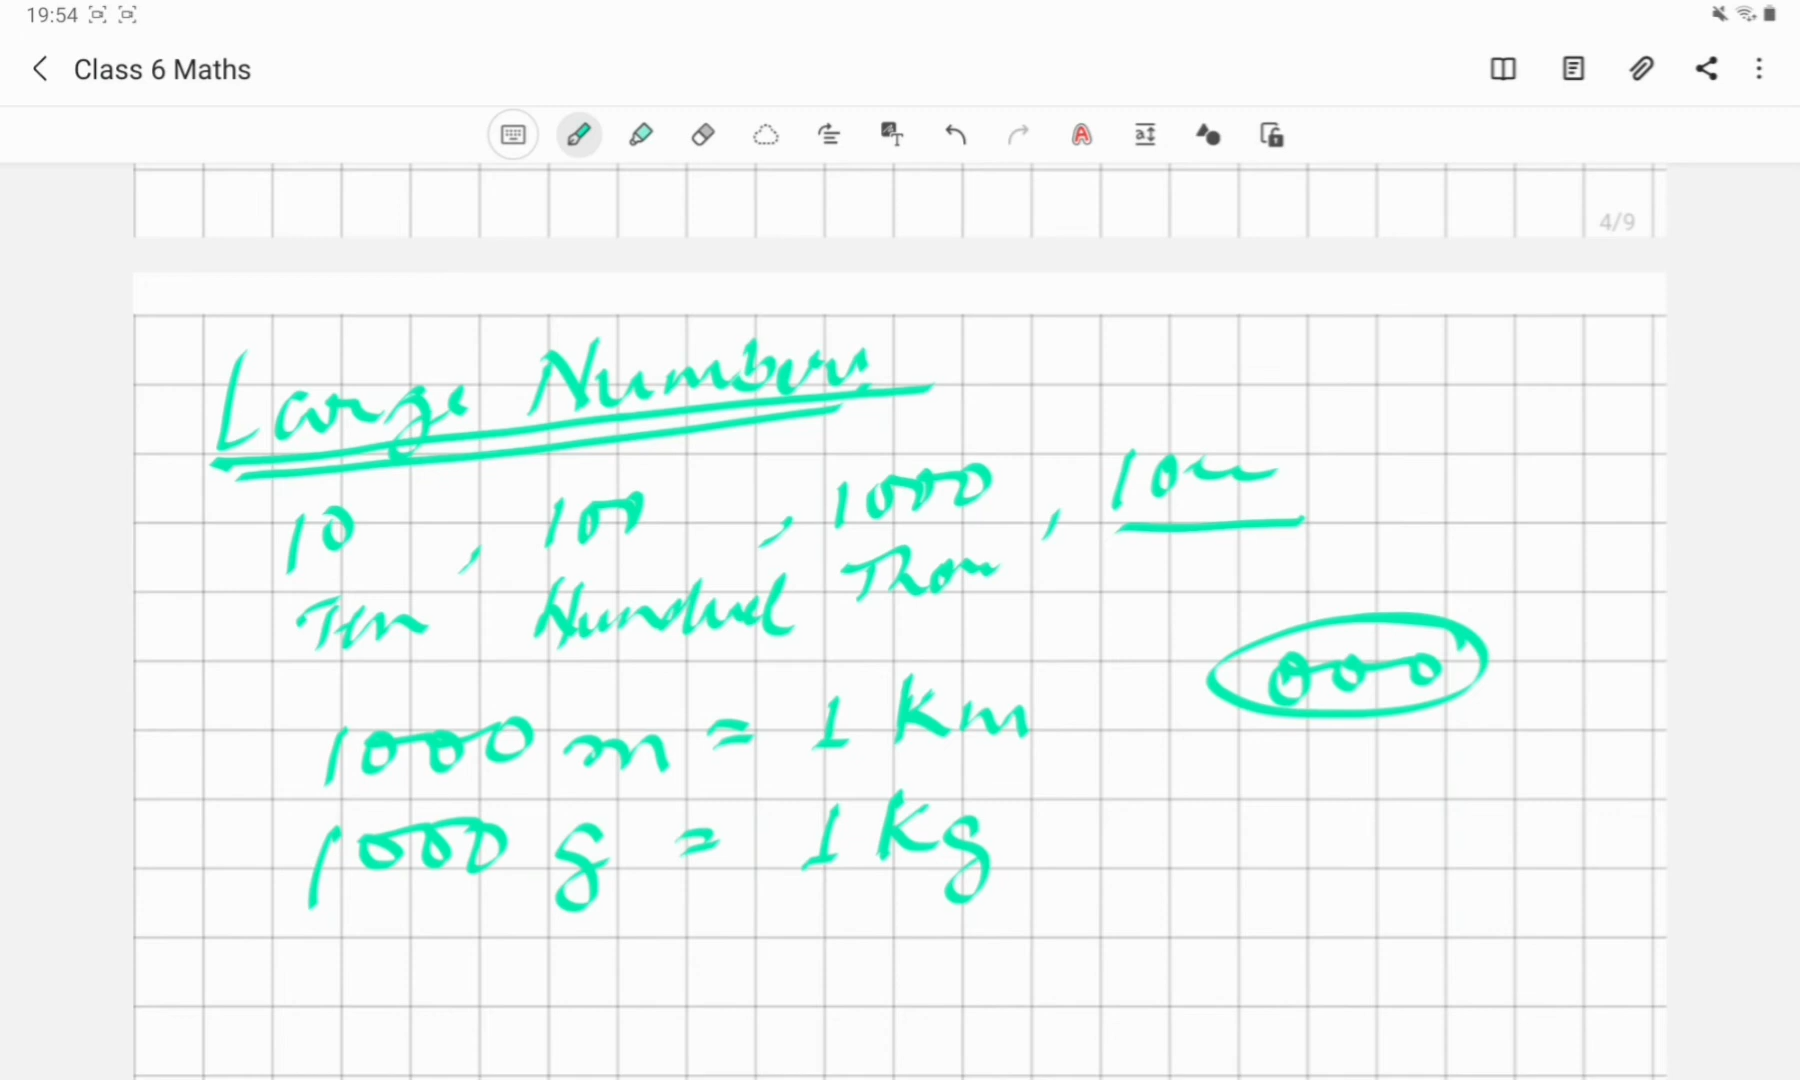 19:54
Class 6 Maths
4/9
Large Numbers
10 , 100 , 1000 ,
Ten Hundred Thou
000
1000 m = 1 Km
1000 g = 1 Kg